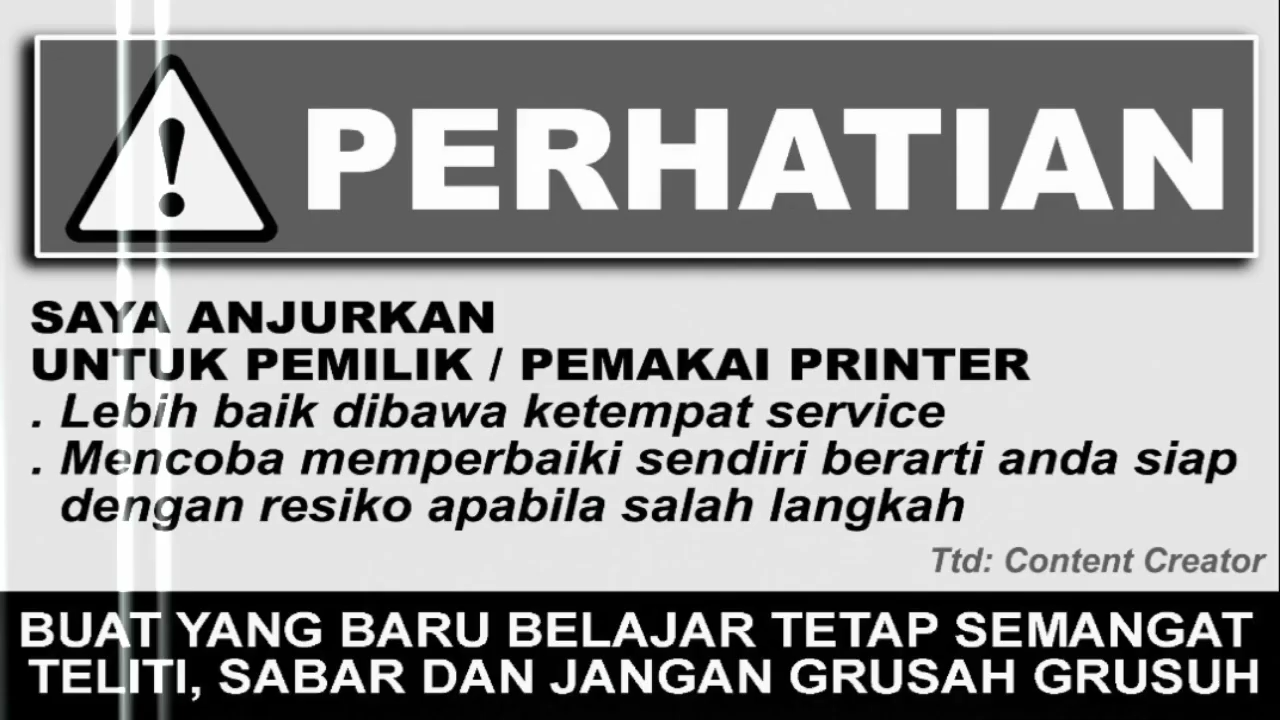 PERHATIAN
SAYA ANJURKAN
UNTUK PEMILIK / PEMAKAI PRINTER
. Lebih baik dibawa ketempat service
. Mencoba memperbaiki sendiri berarti anda siap
dengan resiko apabila salah langkah
Ttd: Content Creator
BUAT YANG BARU BELAJAR TETAP SEMANGAT
TELITI, SABAR DAN JANGAN GRUSAH GRUSUH